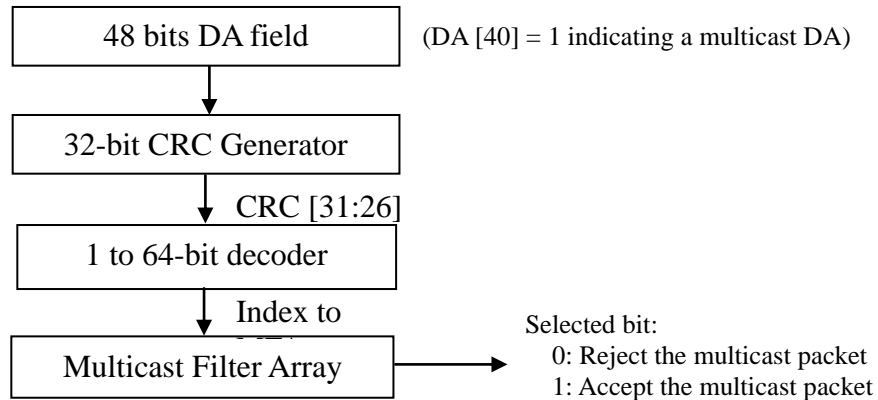 48 bits DA field
(DA [40] = 1 indicating a multicast DA)
32-bit CRC Generator
CRC [31:26]
1 to 64-bit decoder
Index to
Multicast Filter Array
Selected bit:
0: Reject the multicast packet
1: Accept the multicast packet